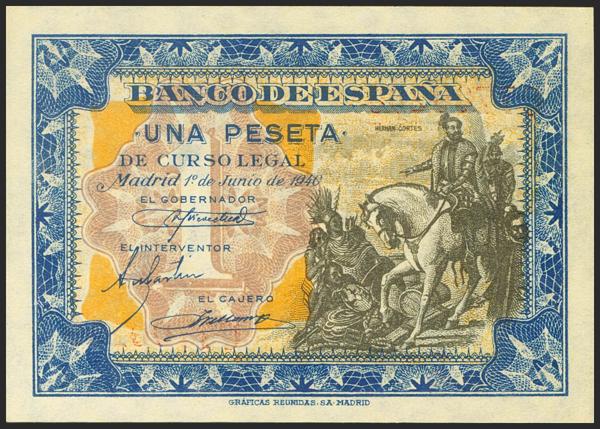 BANCO DE ESPAÑA
UNA PESETA
HERNAN-CORTES
DE CURSO LEGAL
Madrid 1º de Junio de 1940
EL GOBERNADOR
EL INTERVENTOR
EL CAJERO
GRÁFICAS REUNIDAS, SA-MADRID